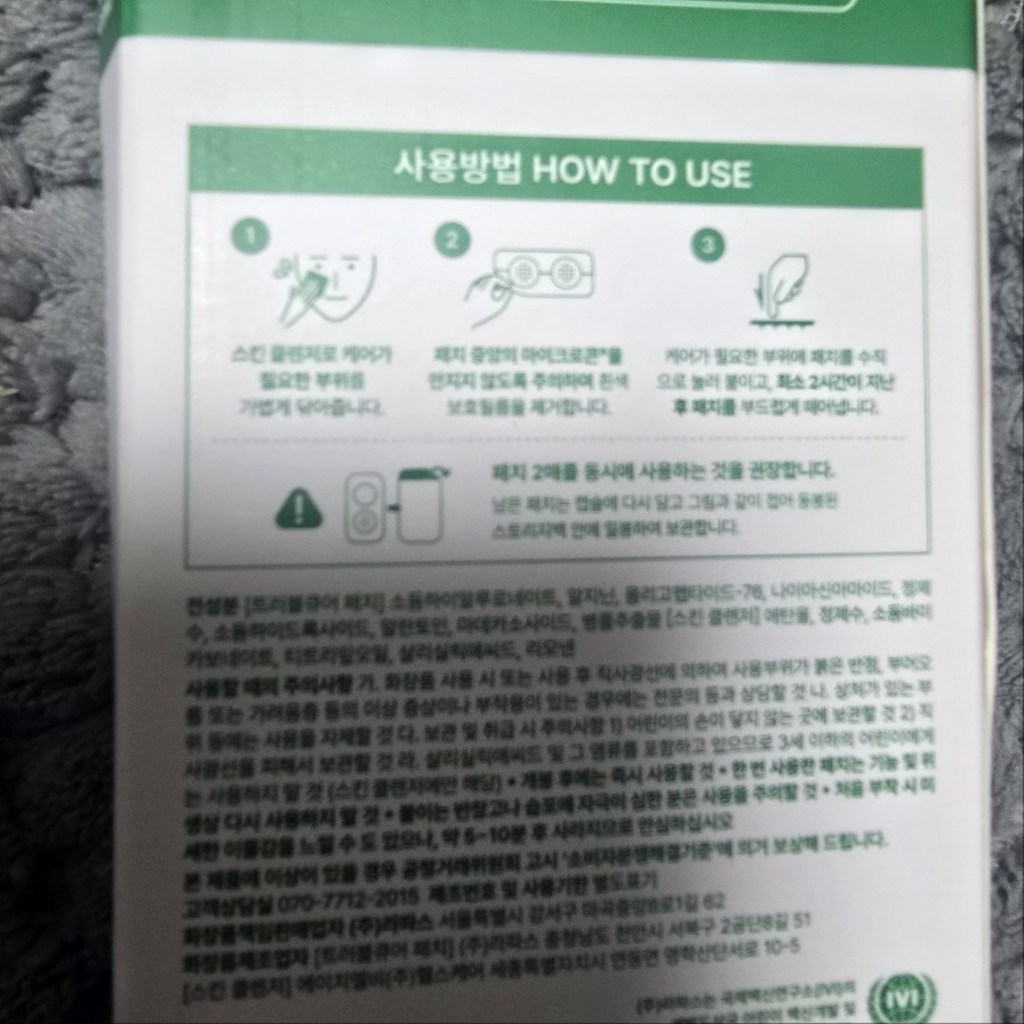 사용방법 HOW TO USE
1
2
3
스킨 클렌저로 케어가
필요한 부위를
가볍게 닦아줍니다.
패치 중앙의 마이크로콘*을
만지지 않도록 주의하며 흰색
보호필름을 제거합니다.
케어가 필요한 부위에 패치를 수직
으로 눌러 붙이고, 최소 2시간이 지난
후 패치를 부드럽게 떼어냅니다.
패치 2매를 동시에 사용하는 것을 권장합니다.
남은 패치는 캡슐에 다시 담고 그림과 같이 접어 동봉된
스토리지백 안에 밀봉하여 보관합니다.
전성분 [트러블큐어 패치] 소듐하이알루로네이트, 알지닌, 올리고펩타이드-76, 나이아신아마이드, 정제
수, 소듐하이드록사이드, 알란토인, 마데카소사이드, 병풀추출물 [스킨 클렌저] 에탄올, 정제수, 소듐바이
카보네이트, 티트리잎오일, 살리실릭애씨드, 리모넨
사용할 때의 주의사항 가. 화장품 사용 시 또는 사용 후 직사광선에 의하여 사용부위가 붉은 반점, 부어오
름 또는 가려움증 등의 이상 증상이나 부작용이 있는 경우에는 전문의 등과 상담할 것 나. 상처가 있는 부
위 등에는 사용을 자제할 것 다. 보관 및 취급 시 주의사항 1) 어린이의 손이 닿지 않는 곳에 보관할 것 2) 직
사광선을 피해서 보관할 것 라. 살리실릭애씨드 및 그 염류를 포함하고 있으므로 3세 이하의 어린이에게
는 사용하지 말 것 (스킨 클렌저에만 해당) • 개봉 후에는 즉시 사용할 것 • 한 번 사용한 패치는 기능 및 위
생상 다시 사용하지 말 것 • 붙이는 반창고나 습포에 자극이 심한 분은 사용을 주의할 것 • 처음 부착 시 미
세한 이물감을 느낄 수 도 있으나, 약 5~10분 후 사라지므로 안심하십시오
본 제품에 이상이 있을 경우 공정거래위원회 고시 '소비자분쟁해결기준'에 의거 보상해 드립니다.
고객상담실 070-7712-2015 제조번호 및 사용기한 별도표기
화장품책임판매업자 (주)라파스 서울특별시 강서구 마곡중앙8로1길 62
화장품제조업자 [트러블큐어 패치] (주)라파스 충청남도 천안시 서북구 2공단8길 51
[스킨 클렌저] 에이치엘비(주)헬스케어 세종특별자치시 연동면 명학산단서로 10-5
(주)라파스는 국제백신연구소(IVI)의
어린이 백신개발 및
IVI